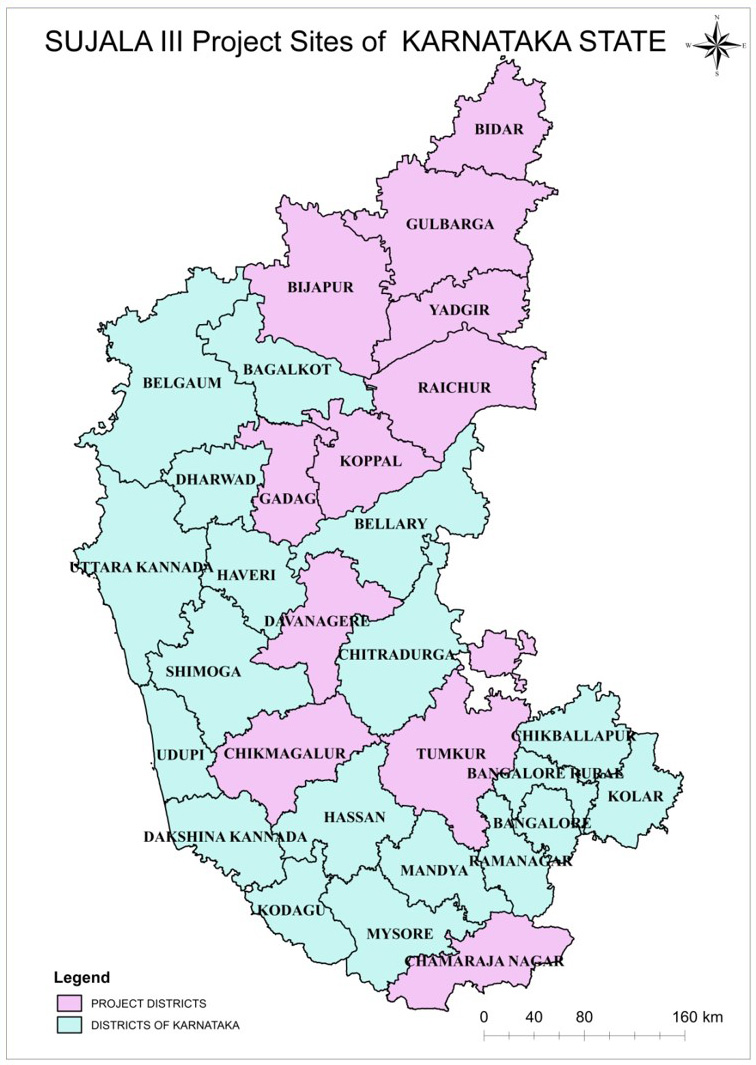 SUJALA III Project Sites of KARNATAKA STATE
N
W E
S
BIDAR
GULBARGA
BIJAPUR
YADGIR
BAGALKOT
BELGAUM
RAICHUR
KOPPAL
DHARWAD
GADAG
BELLARY
UTTARA KANNADA
HAVERI
DAVANAGERE
CHITRADURGA
SHIMOGA
CHIKBALLAPUR
UDUPI
CHIKMAGALUR
TUMKUR
BANGALORE RURAL
KOLAR
HASSAN
BANGALORE
DAKSHINA KANNADA
RAMANAGAR
MANDYA
KODAGU
MYSORE
CHAMARAJA NAGAR
Legend
PROJECT DISTRICTS
DISTRICTS OF KARNATAKA
0 40 80 160 km